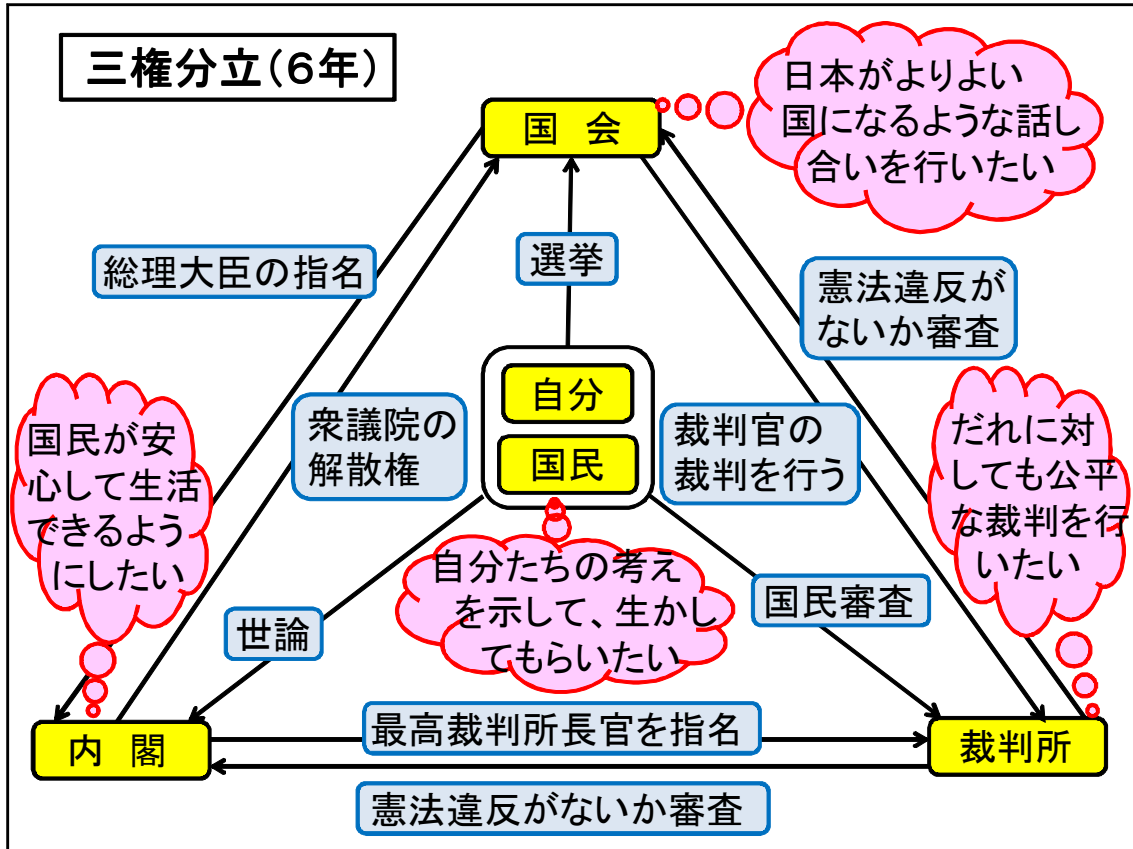 三権分立(6年)
日本がよりよい
国になるような話し
合いを行いたい
国 会
総理大臣の指名
選挙
憲法違反が
ないか審査
自分
国民
衆議院の
解散権
裁判官の
裁判を行う
国民が安
心して生活
できるよう
にしたい
だれに対
しても公平
な裁判を行
いたい
自分たちの考え
を示して、生かし
てもらいたい
世論
国民審査
内 閣
最高裁判所長官を指名
裁判所
憲法違反がないか審査